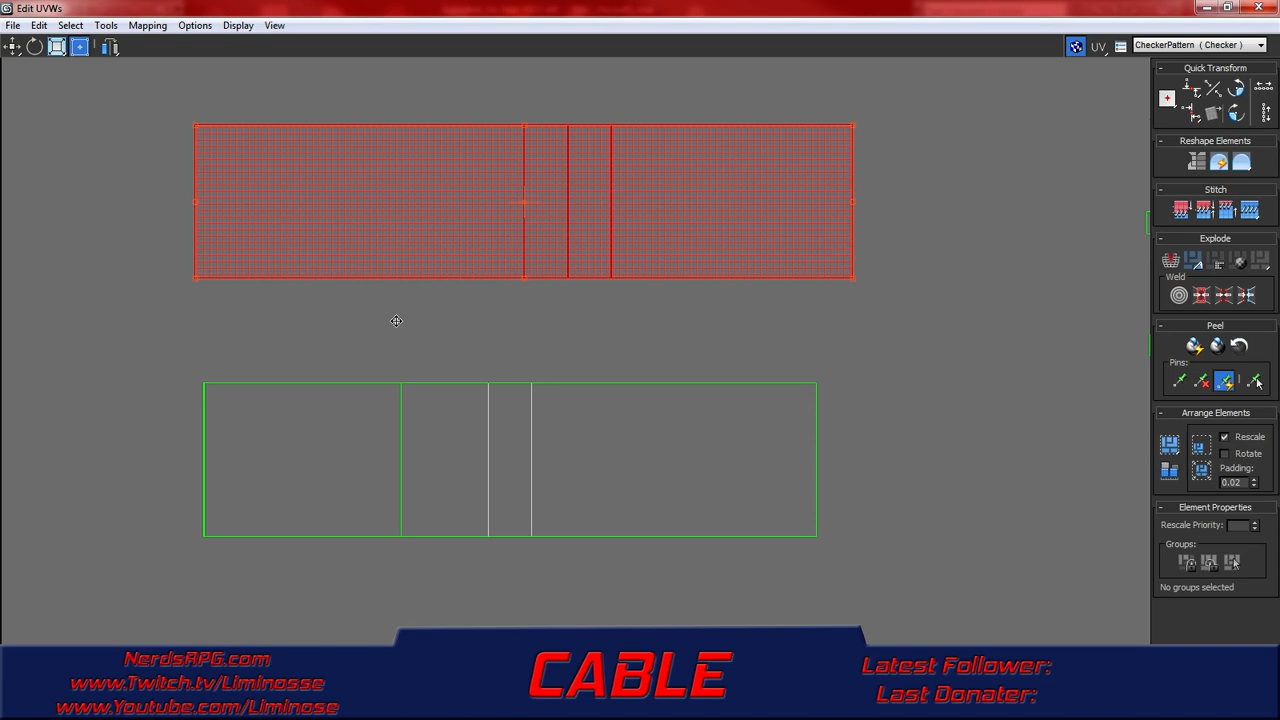 Edit UVWs
File Edit Select Tools Mapping Options Display View
UV CheckerPattern ( Checker )
Quick Transform
Reshape Elements
Stitch
Explode
Weld
Peel
Pins:
Arrange Elements
Rescale
Rotate
Padding:
0.02
Element Properties
Rescale Priority:
Groups:
No groups selected
NerdsRPG.com
www.Twitch.tv/Liminosse
www.Youtube.com/Liminose
CABLE
Latest Follower:
Last Donater: